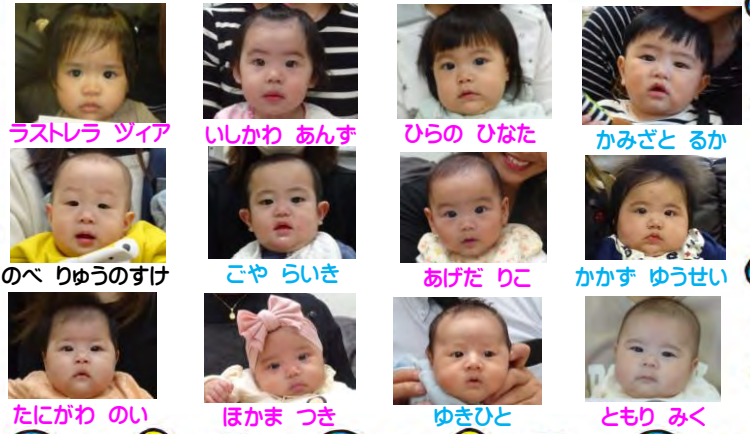 ラストレラ ヅィア
いしかわ あんず
ひらの ひなた
かみざと るか
のべ りゅうのすけ
ごや らいき
あげだ りこ
かかず ゆうせい
たにがわ のい
ほかま つき
ゆきひと
ともり みく